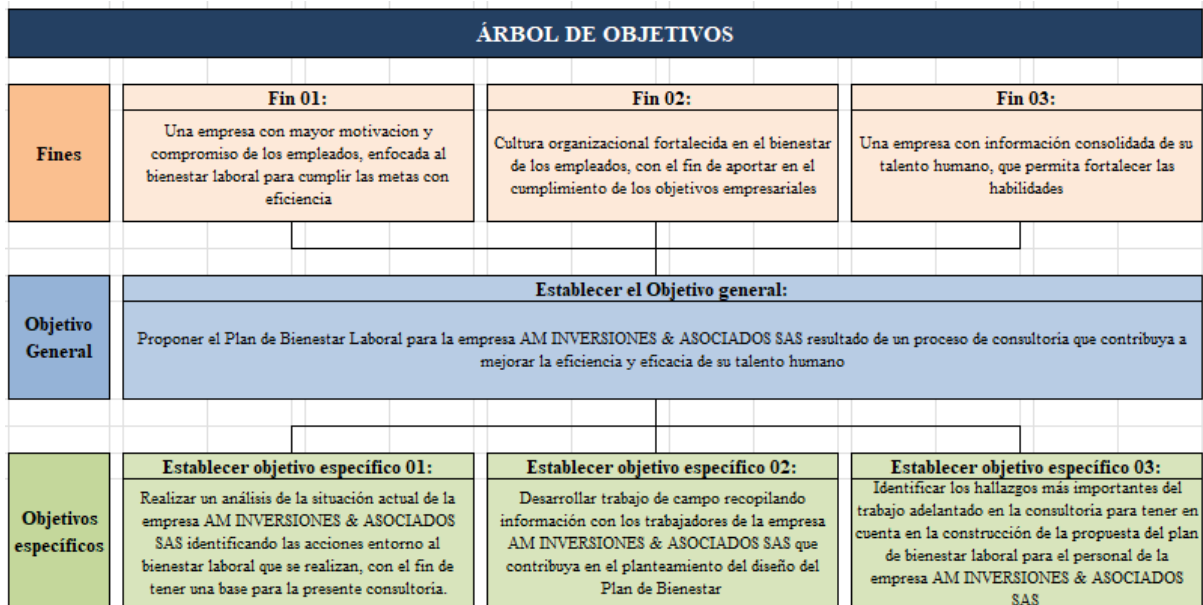 ÁRBOL DE OBJETIVOS
Fines
Fin 01:
Una empresa con mayor motivacion y
compromiso de los empleados, enfocada al
bienestar laboral para cumplir las metas con
eficiencia
Fin 02:
Cultura organizacional fortalecida en el bienestar
de los empleados, con el fin de aportar en el
cumplimiento de los objetivos empresariales
Fin 03:
Una empresa con información consolidada de su
talento humano, que permita fortalecer las
habilidades
Objetivo
General
Establecer el Objetivo general:
Proponer el Plan de Bienestar Laboral para la empresa AM INVERSIONES & ASOCIADOS SAS resultado de un proceso de consultoria que contribuya a
mejorar la eficiencia y eficacia de su talento humano
Objetivos
específicos
Establecer objetivo específico 01:
Realizar un análisis de la situación actual de la
empresa AM INVERSIONES & ASOCIADOS
SAS identificando las acciones entorno al
bienestar laboral que se realizan, con el fin de
tener una base para la presente consultoría.
Establecer objetivo específico 02:
Desarrollar trabajo de campo recopilando
información con los trabajadores de la empresa
AM INVERSIONES & ASOCIADOS SAS que
contribuya en el planteamiento del diseño del
Plan de Bienestar
Establecer objetivo específico 03:
Identificar los hallazgos más importantes del
trabajo adelantado en la consultoria para tener en
cuenta en la construcción de la propuesta del plan
de bienestar laboral para el personal de la
empresa AM INVERSIONES & ASOCIADOS
SAS